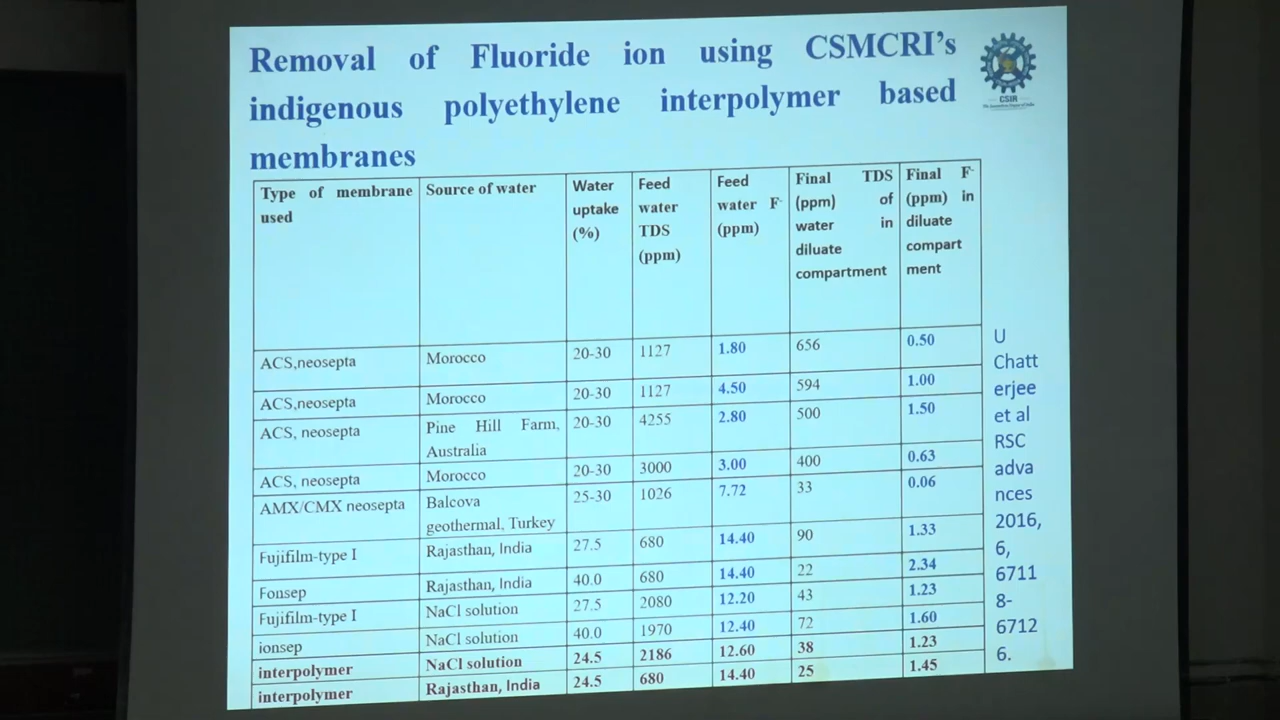 Removal of Fluoride ion using CSMCRI's
indigenous polyethylene interpolymer based
membranes
CSIR
Type of membrane used Source of water Water uptake (%) Feed water TDS (ppm) Feed water F- (ppm) Final TDS (ppm) of water in diluate compartment Final F- (ppm) in diluate compart ment
ACS,neosepta Morocco 20-30 1127 1.80 656 0.50
ACS,neosepta Morocco 20-30 1127 4.50 594 1.00
ACS, neosepta Pine Hill Farm, Australia 20-30 4255 2.80 500 1.50
ACS, neosepta Morocco 20-30 3000 3.00 400 0.63
AMX/CMX neosepta Balcova geothermal, Turkey 25-30 1026 7.72 33 0.06
Fujifilm-type I Rajasthan, India 27.5 680 14.40 90 1.33
Fonsep Rajasthan, India 40.0 680 14.40 22 2.34
Fujifilm-type I NaCl solution 27.5 2080 12.20 43 1.23
ionsep NaCl solution 40.0 1970 12.40 72 1.60
interpolymer NaCl solution 24.5 2186 12.60 38 1.23
interpolymer Rajasthan, India 24.5 680 14.40 25 1.45
U
Chatt
erjee
et al
RSC
adva
nces
2016,
6,
6711
8-
6712
6.